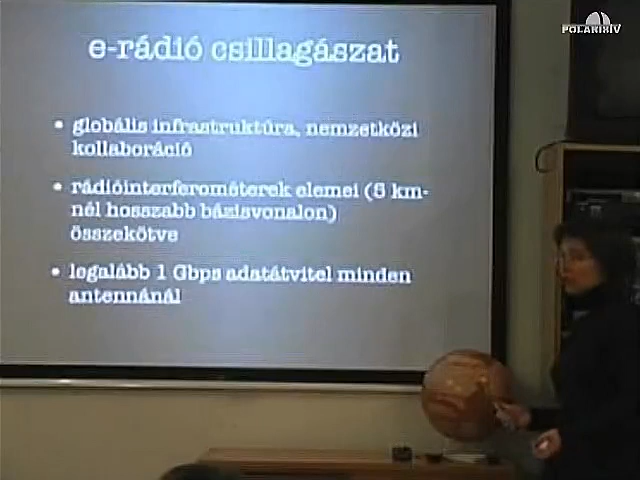 POLARIXIV
e-rádió csillagászat
• globális infrastruktúra, nemzetközi
kollaboráció
• rádióinterferométerek elemei (5 km-
nél hosszabb bázisvonalon)
összekötve
• legalább 1 Gbps adatátvitel minden
antennánál